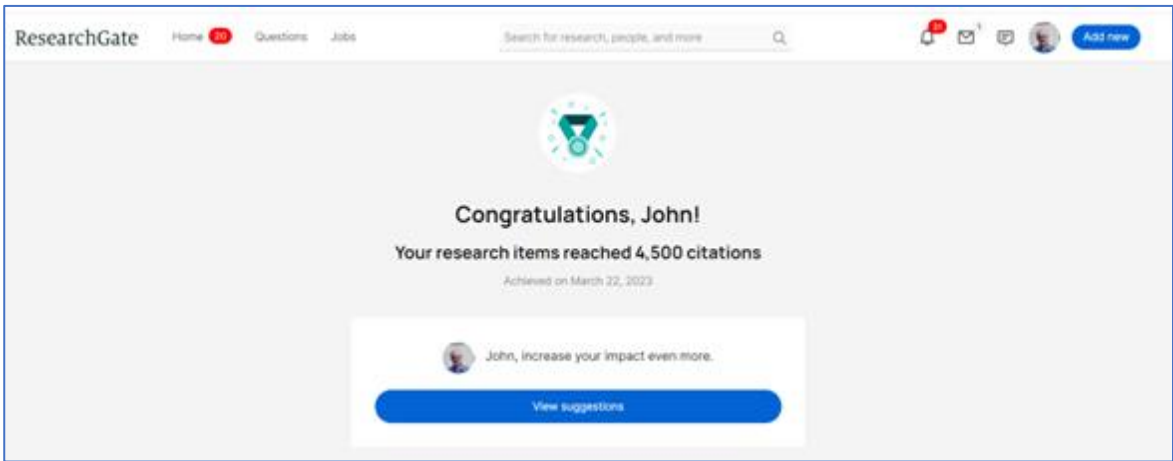 ResearchGate Home 20 Questions Jobs Search for research, people, and more Add new
Congratulations, John!
Your research items reached 4,500 citations
Achieved on March 22, 2023
John, increase your impact even more.
View suggestions